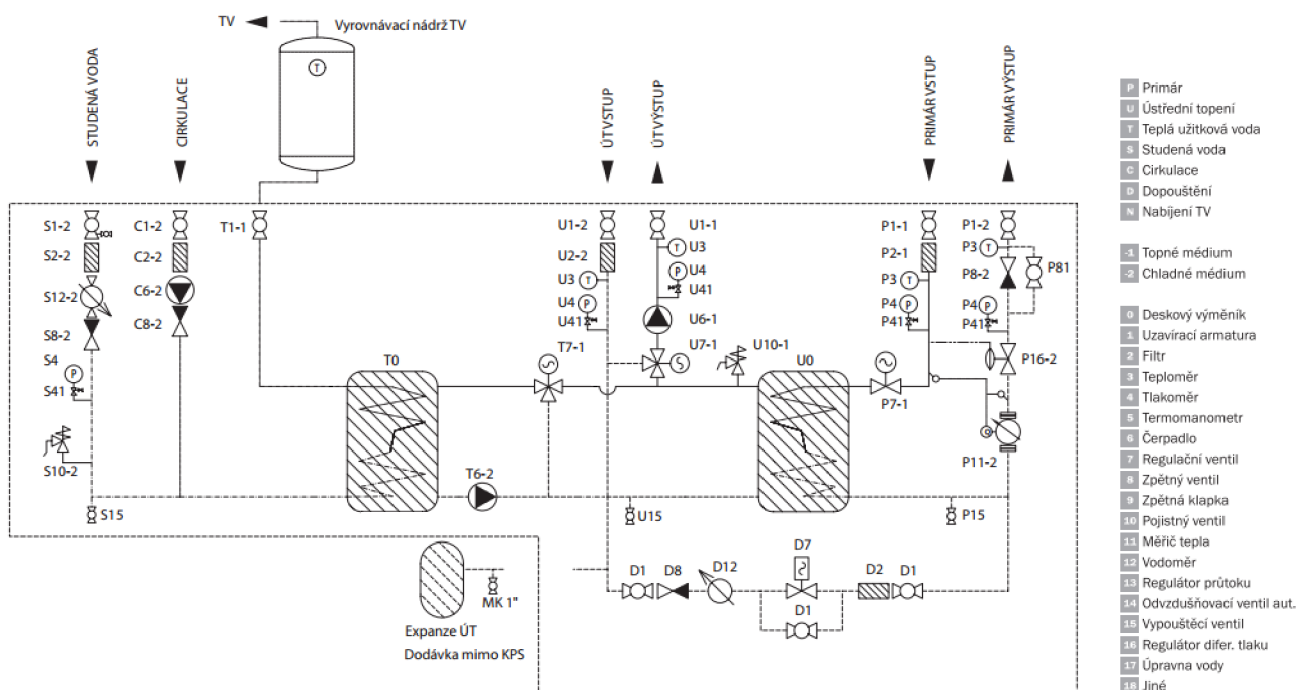 TV
Vyrovnávací nádrž TV
T
STUDENÁ VODA
CIRKULACE
ÚT VSTUP
ÚT VÝSTUP
PRIMÁR VSTUP
PRIMÁR VÝSTUP
S1-2
C1-2
T1-1
U1-2
U1-1
P1-1
P1-2
S2-2
C2-2
U2-2
T
U3
P2-1
P3
T
P8-2
P81
S12-2
C6-2
U3
T
P
U4
U41
P3
T
S8-2
C8-2
U4
P
U41
U6-1
P4
P
P41
P4
P
P41
S4
P
S41
T7-1
U7-1
U10-1
T0
U0
P7-1
P16-2
S10-2
T6-2
P11-2
S15
U15
P15
MK 1"
Expanze ÚT
Dodávka mimo KPS
D1
D8
D12
D7
D2
D1
D1
P Primár
U Ústřední topení
T Teplá užitková voda
S Studená voda
C Cirkulace
D Dopouštění
N Nabíjení TV
-1 Topné médium
-2 Chladné médium
0 Deskový výměník
1 Uzavírací armatura
2 Filtr
3 Teploměr
4 Tlakoměr
5 Termomanometr
6 Čerpadlo
7 Regulační ventil
8 Zpětný ventil
9 Zpětná klapka
10 Pojistný ventil
11 Měřič tepla
12 Vodoměr
13 Regulátor průtoku
14 Odvzdušňovací ventil aut.
15 Vypouštěcí ventil
16 Regulátor difer. tlaku
17 Úpravna vody
18 Jiné